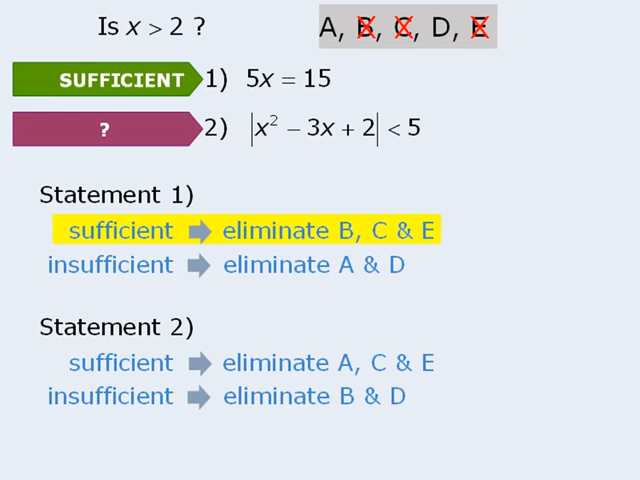 Is x > 2 ?
A, B, C, D, E
SUFFICIENT 1) 5x = 15
? 2) |x² − 3x + 2| < 5
Statement 1)
sufficient ➡ eliminate B, C & E
insufficient ➡ eliminate A & D
Statement 2)
sufficient ➡ eliminate A, C & E
insufficient ➡ eliminate B & D